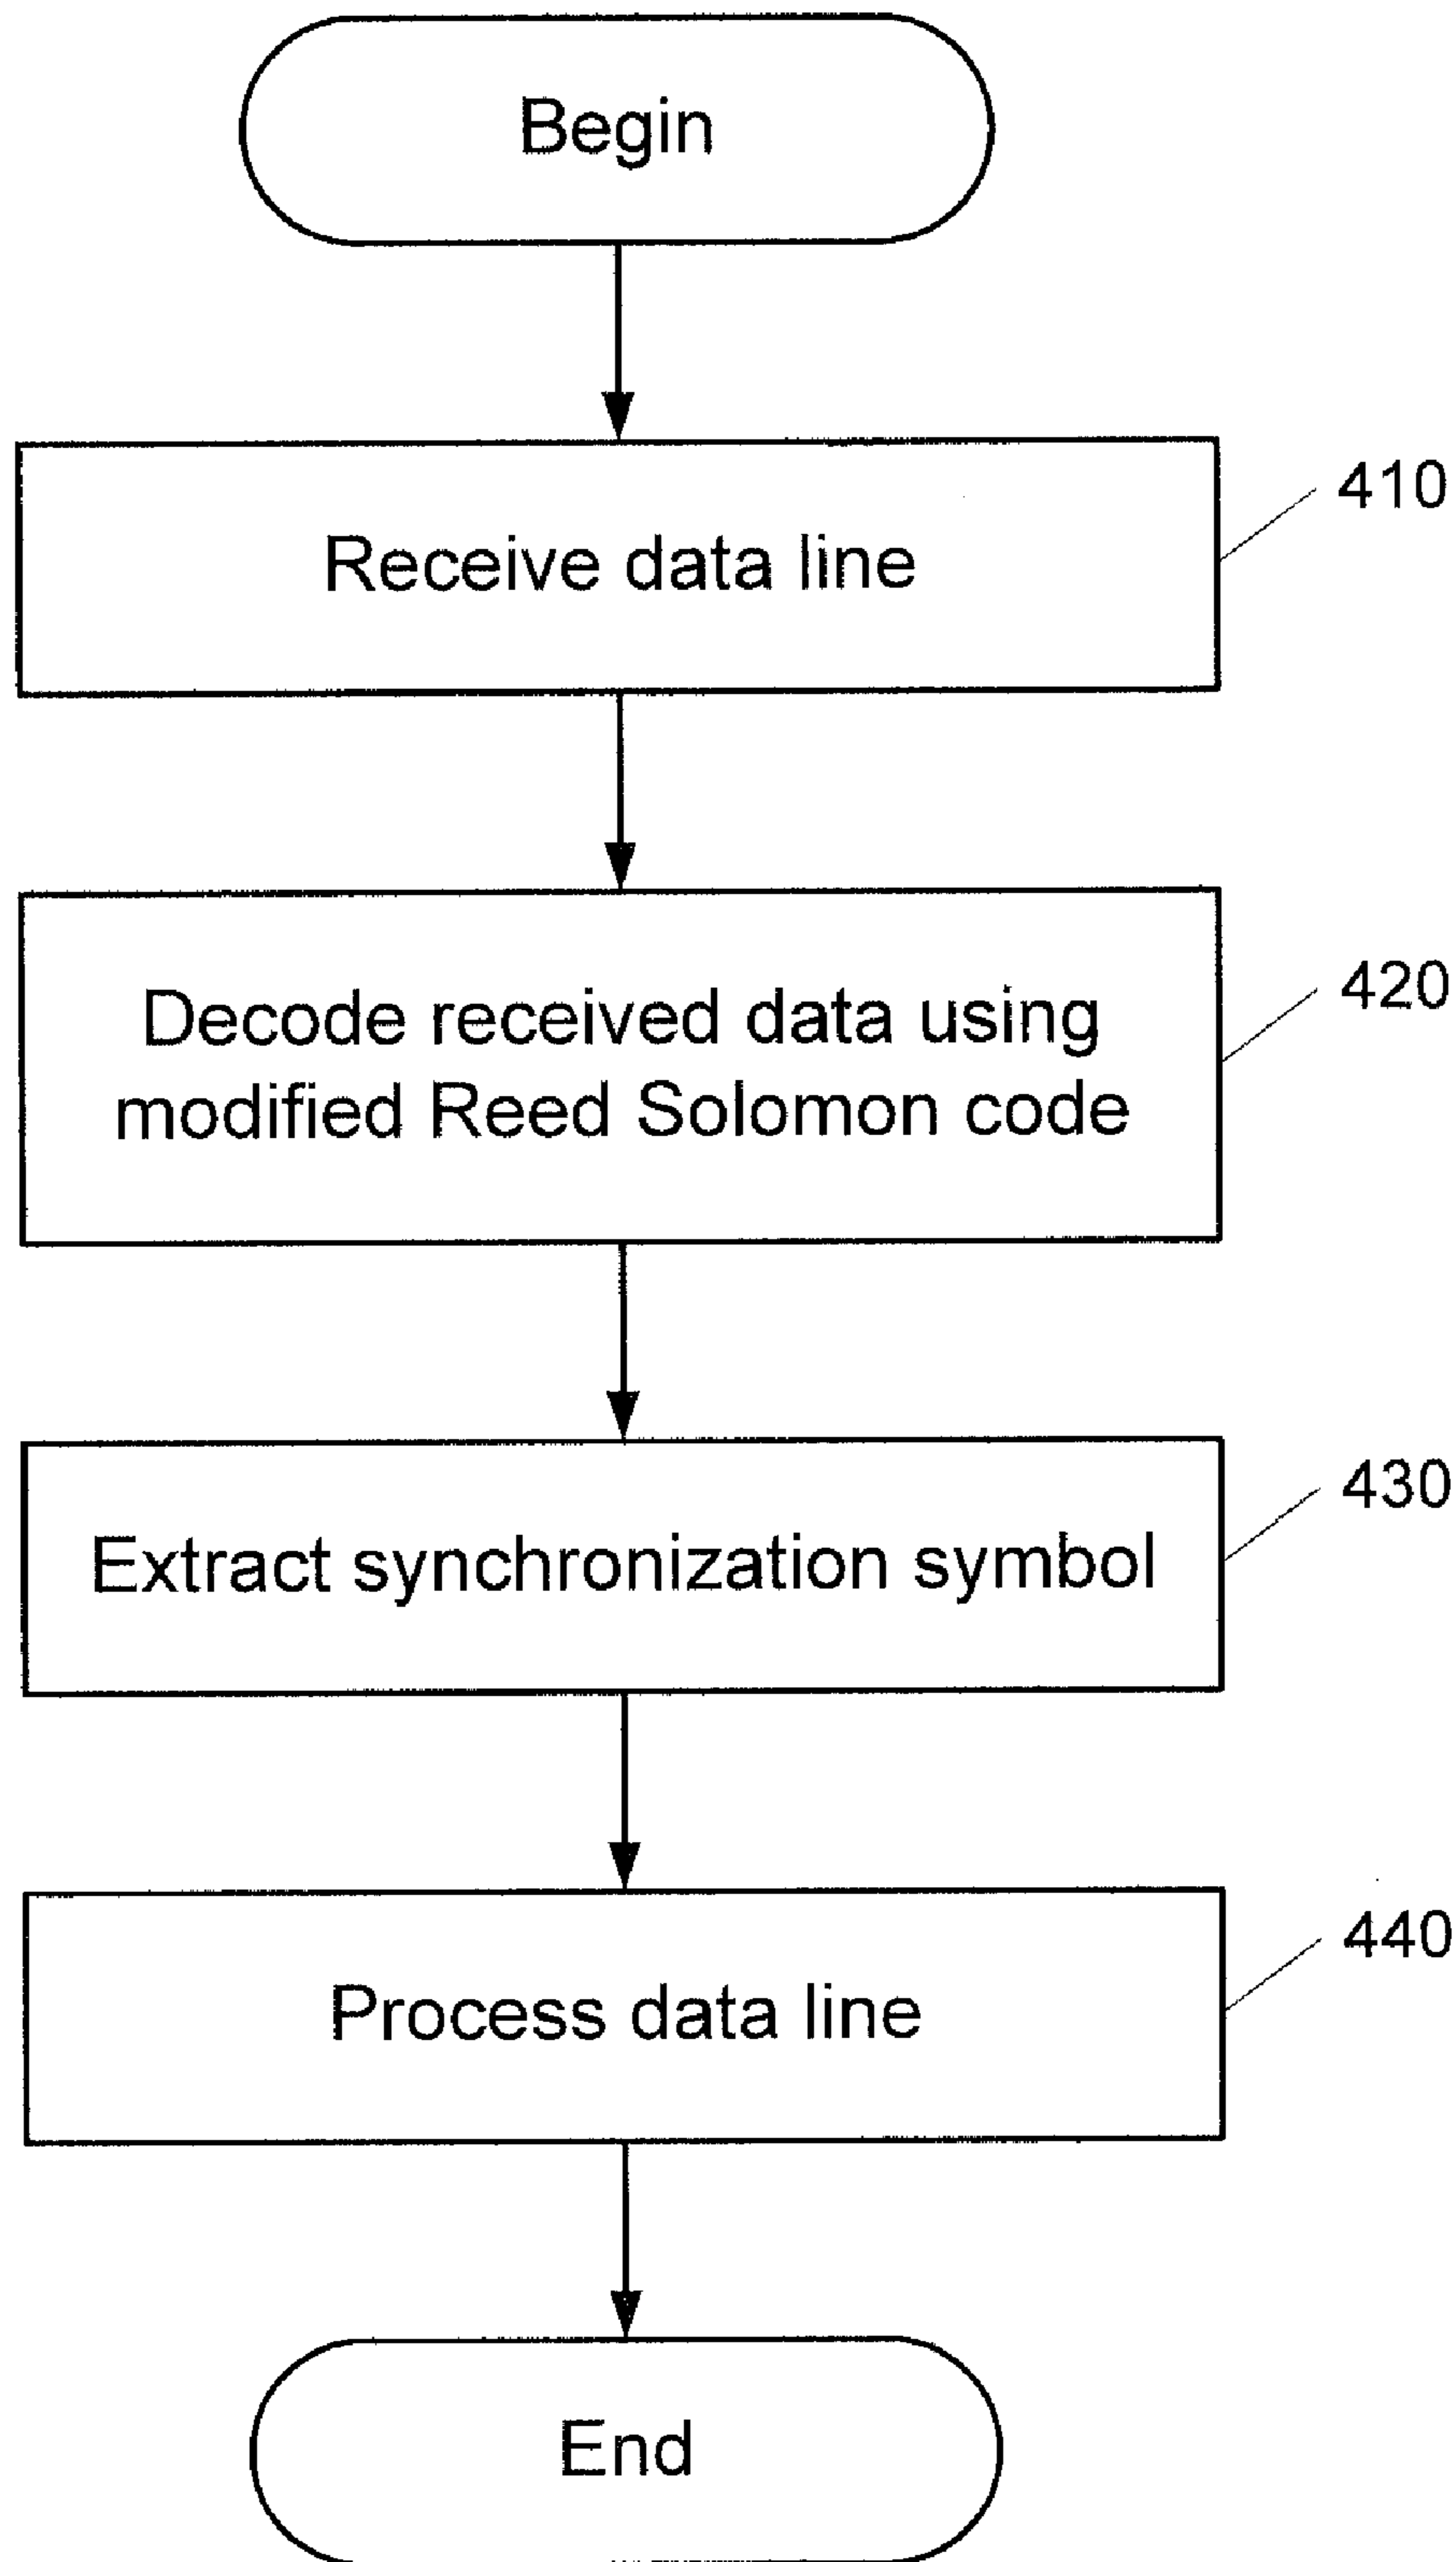 Begin
Receive data line
410
Decode received data using
modified Reed Solomon code
420
Extract synchronization symbol
430
Process data line
440
End